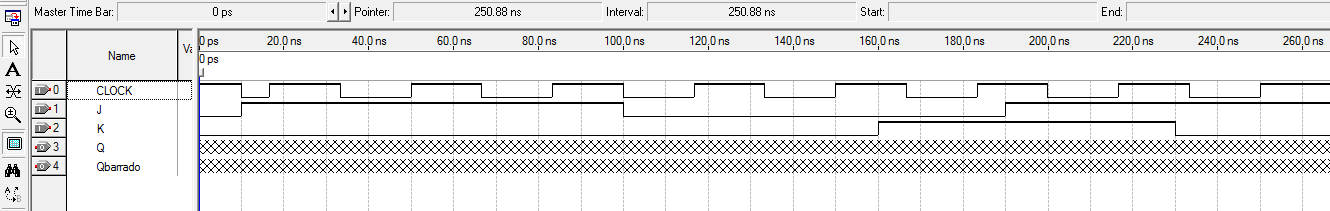 Master Time Bar: 0 ps Pointer: 250.88 ns Interval: 250.88 ns Start: End:
Name
0 ps 20.0 ns 40.0 ns 60.0 ns 80.0 ns 100.0 ns 120.0 ns 140.0 ns 160.0 ns 180.0 ns 200.0 ns 220.0 ns 240.0 ns 260.0 ns
0 ps
0 CLOCK
1 J
2 K
3 Q
4 Qbarrado